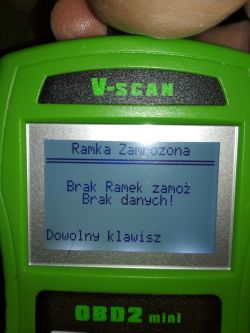 V-SCAN
Ramka Zamrożona
Brak Ramek zamoż
Brak danych!
Dowolny klawisz
OBD2 mini